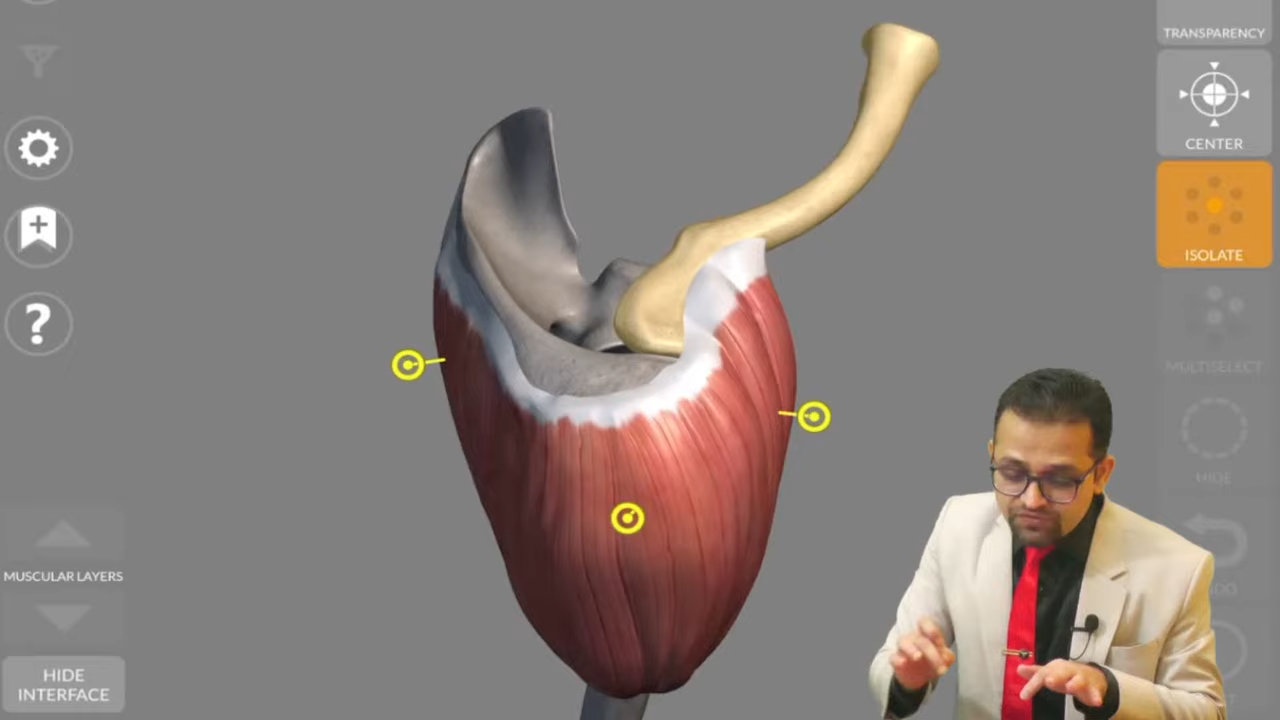 TRANSPARENCY
CENTER
ISOLATE
MULTISELECT
HIDE
MUSCULAR LAYERS
HIDE
INTERFACE